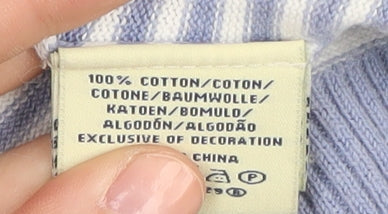 100% COTTON/COTON/
COTONE/BAUMWOLLE/
KATOEN/BOMULD/
ALGODÓN/ALGODÃO
EXCLUSIVE OF DECORATION
CHINA
P